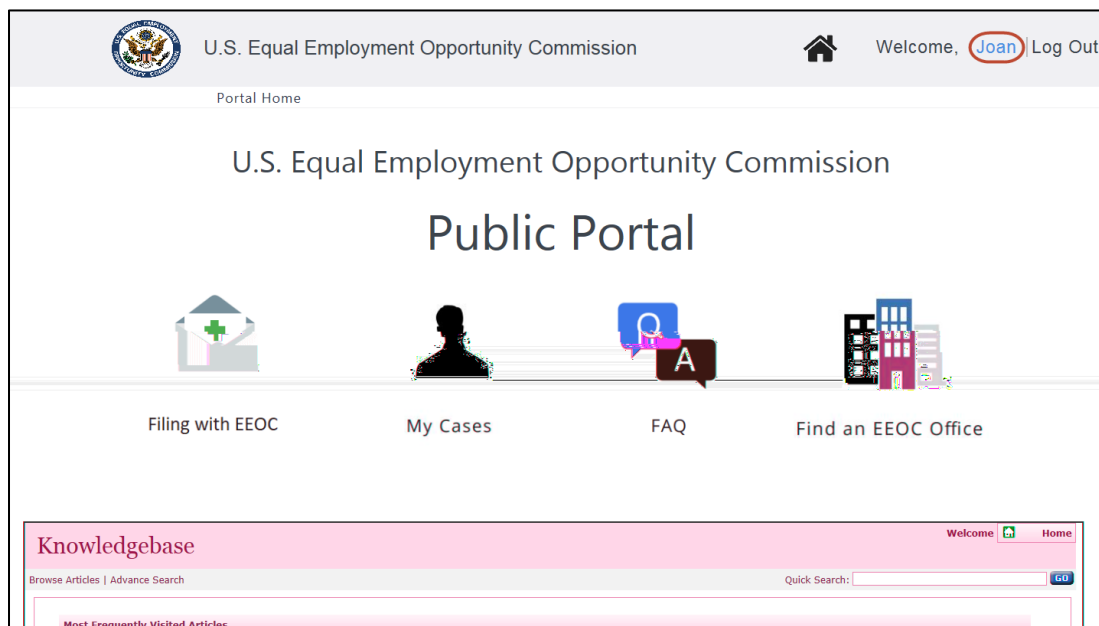 U.S. Equal Employment Opportunity Commission Welcome, Joan | Log Out
Portal Home
U.S. Equal Employment Opportunity Commission
Public Portal
Q
A
Filing with EEOC My Cases FAQ Find an EEOC Office
Knowledgebase Welcome Home
Browse Articles | Advance Search Quick Search: GO
Most Frequently Visited Articles